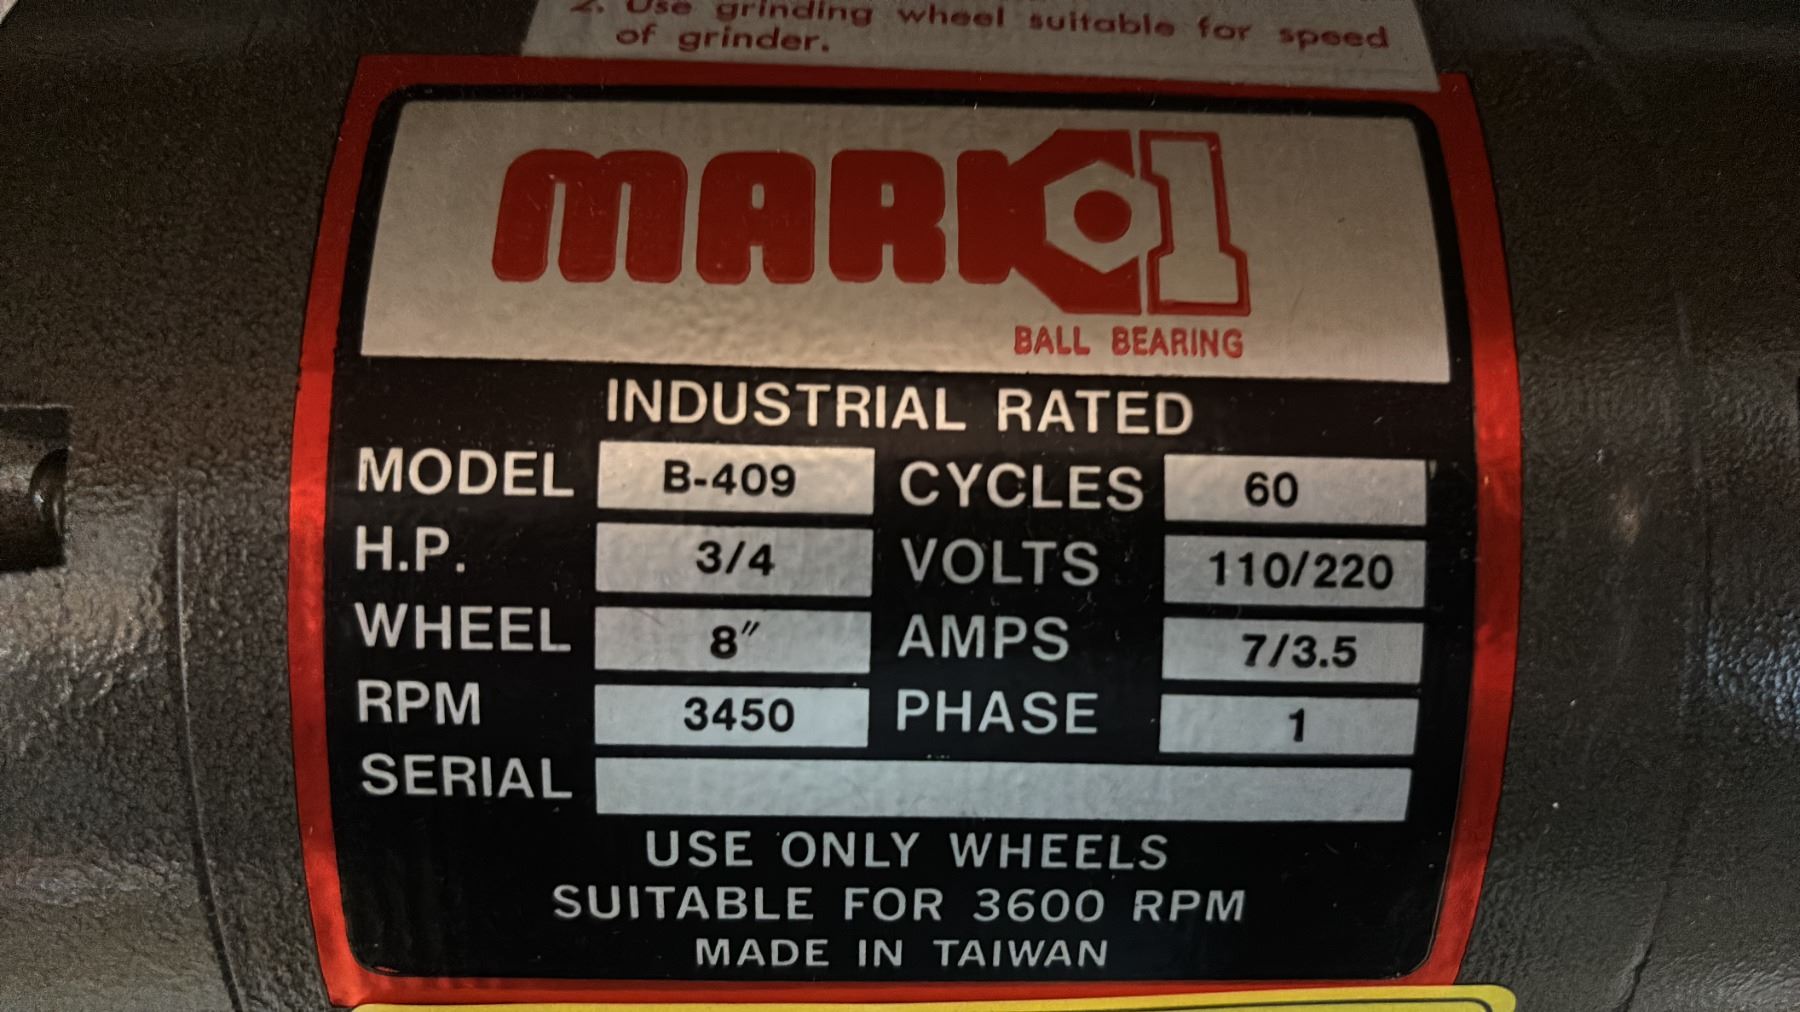 2. Use grinding wheel suitable for speed
of grinder.
MARK 1
BALL BEARING
INDUSTRIAL RATED
MODEL B-409 CYCLES 60
H.P. 3/4 VOLTS 110/220
WHEEL 8″ AMPS 7/3.5
RPM 3450 PHASE 1
SERIAL
USE ONLY WHEELS
SUITABLE FOR 3600 RPM
MADE IN TAIWAN